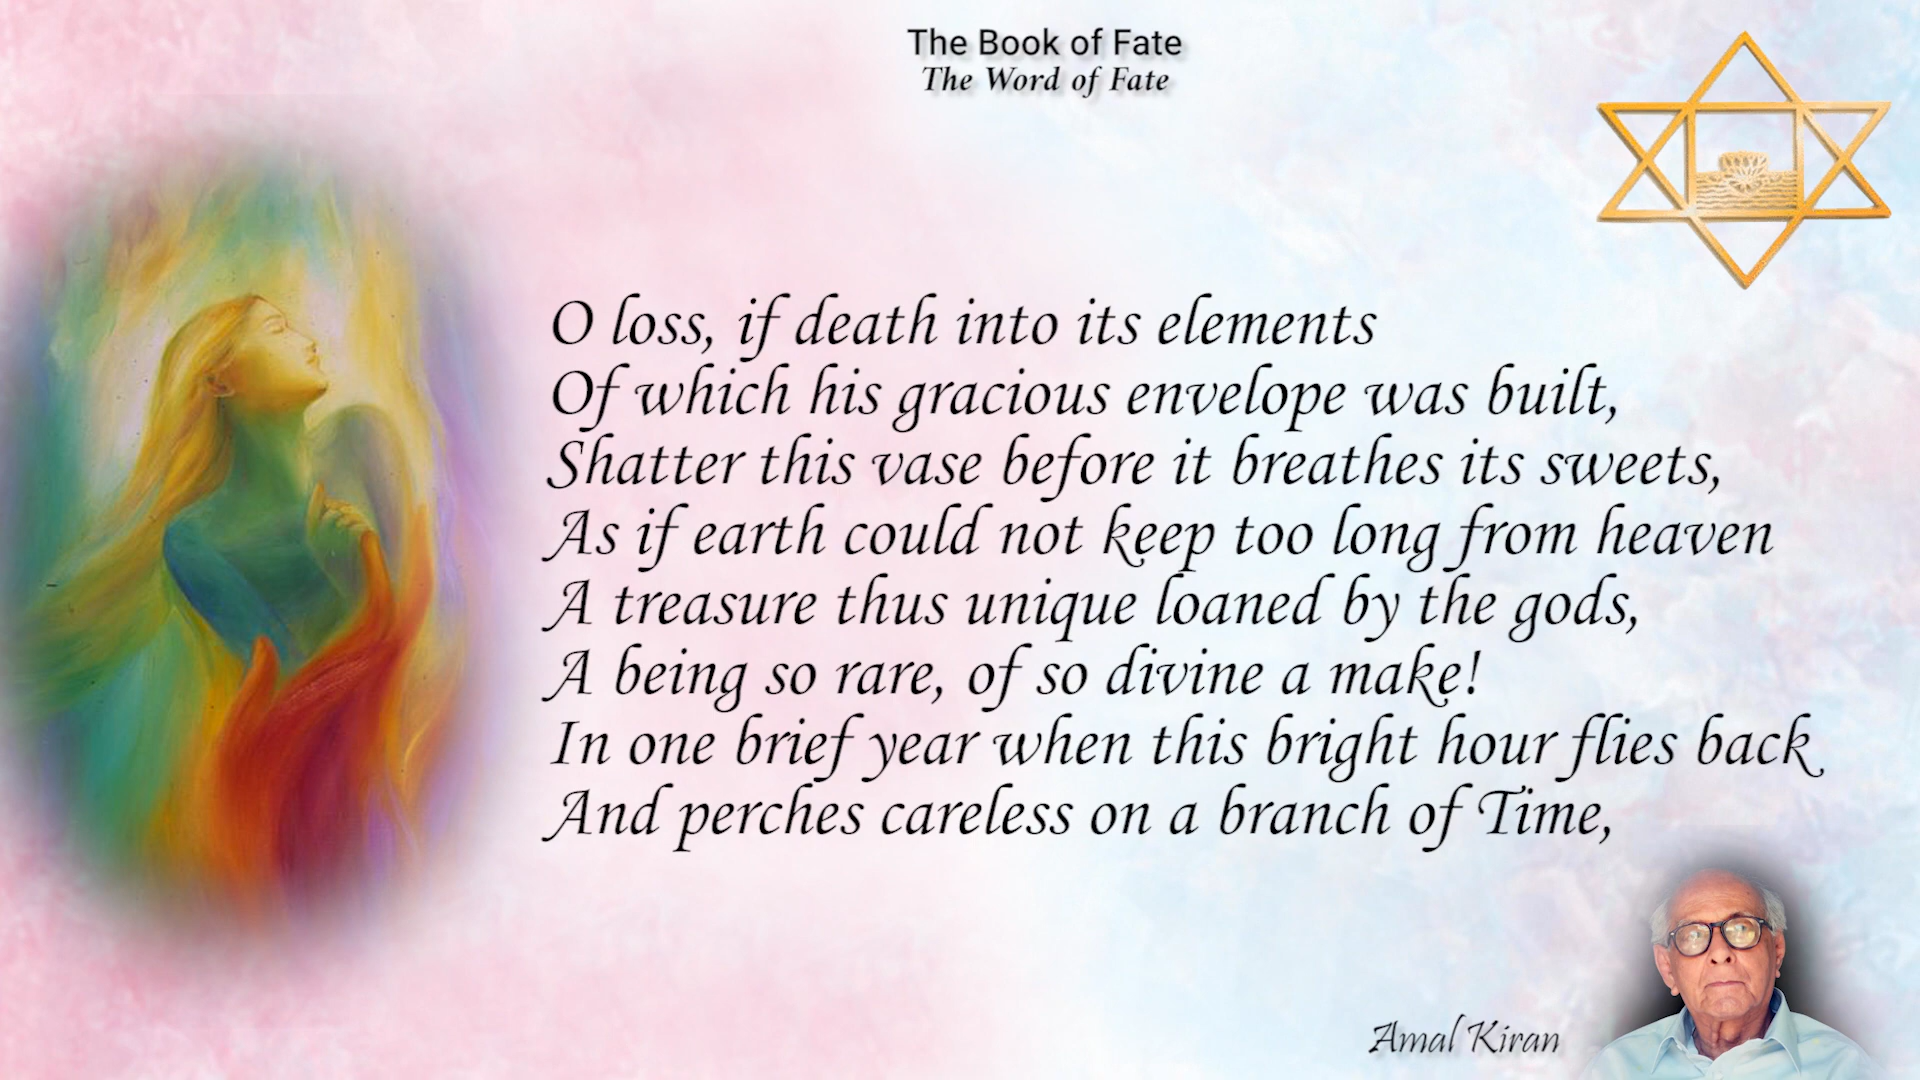 The Book of Fate
The Word of Fate
O loss, if death into its elements
Of which his gracious envelope was built,
Shatter this vase before it breathes its sweets,
As if earth could not keep too long from heaven
A treasure thus unique loaned by the gods,
A being so rare, of so divine a make!
In one brief year when this bright hour flies back
And perches careless on a branch of Time,
Amal Kiran